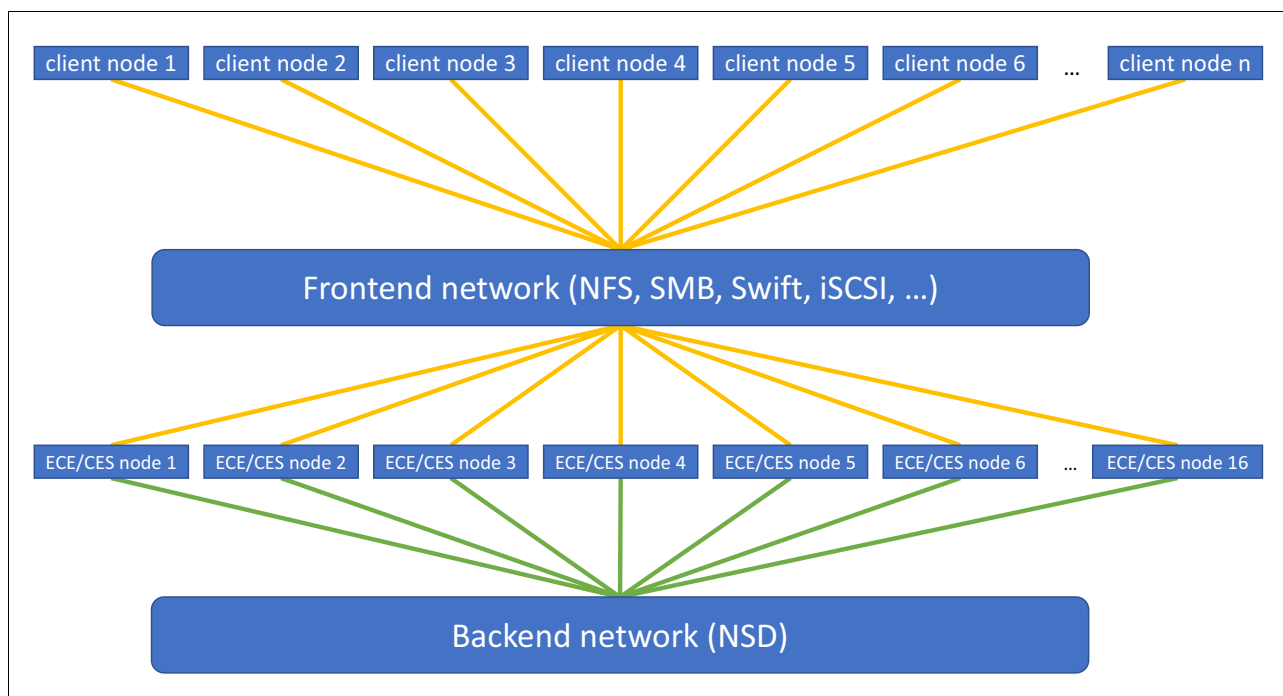 client node 1 client node 2 client node 3 client node 4 client node 5 client node 6 ... client node n
Frontend network (NFS, SMB, Swift, iSCSI, ...)
ECE/CES node 1 ECE/CES node 2 ECE/CES node 3 ECE/CES node 4 ECE/CES node 5 ECE/CES node 6 ... ECE/CES node 16
Backend network (NSD)